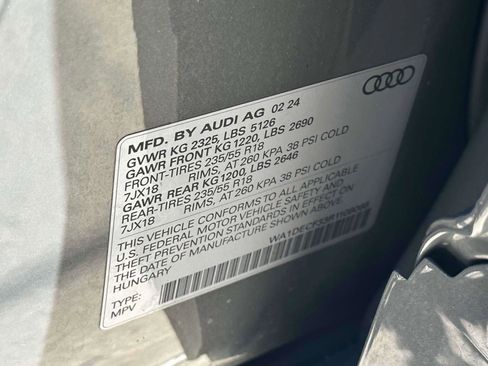 MFD. BY AUDI AG 02 24
GVWR KG 2325, LBS 5126
GAWR FRONT KG 1220, LBS 2690
FRONT-TIRES 235/55 R18
7JX18 RIMS, AT 260 KPA 38 PSI COLD
GAWR REAR KG1200, LBS 2646
REAR-TIRES 235/55 R18
7JX18 RIMS, AT 260 KPA 38 PSI COLD
THIS VEHICLE CONFORMS TO ALL APPLICABLE
U.S. FEDERAL MOTOR VEHICLE SAFETY AND
THEFT PREVENTION STANDARDS IN EFFECT ON
THE DATE OF MANUFACTURE SHOWN ABOVE
HUNGARY
TYPE:
MPV